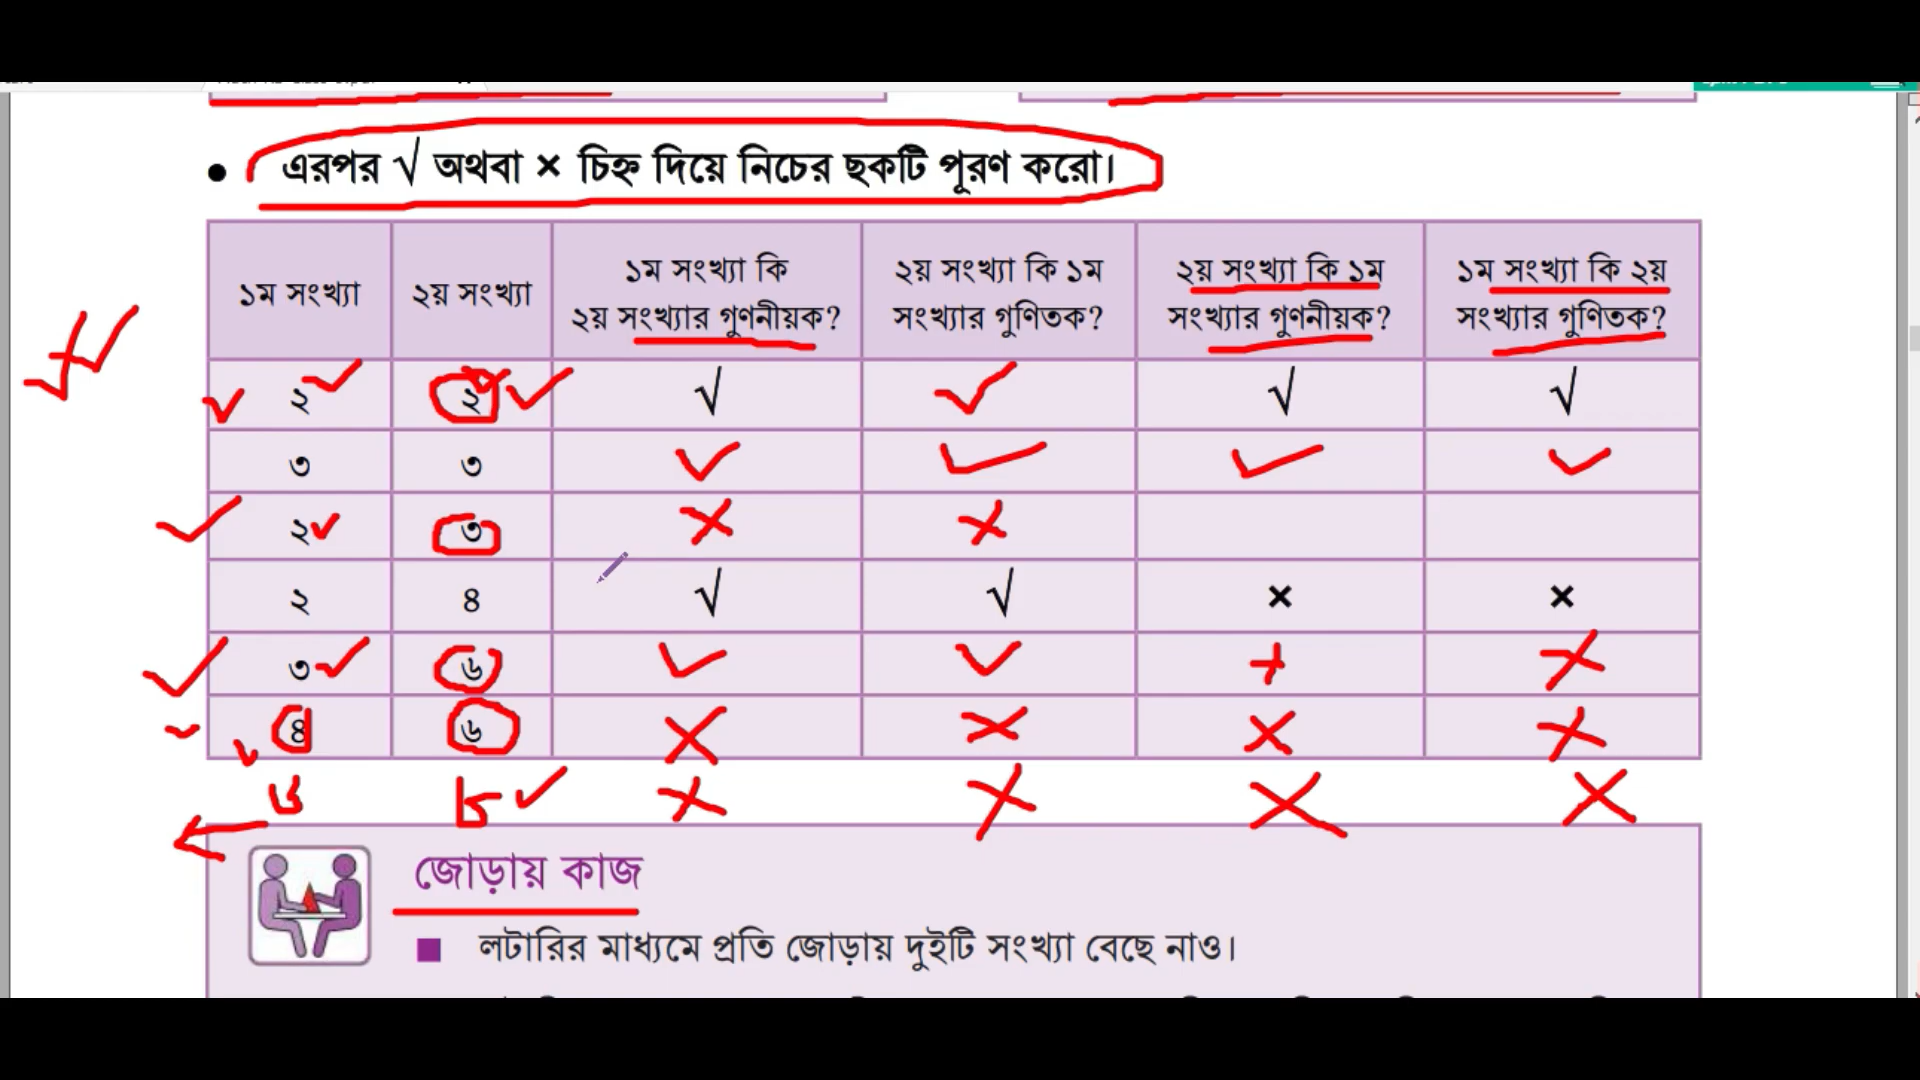 এরপর √ অথবা × চিহ্ন দিয়ে নিচের ছকটি পূরণ করো।
১ম সংখ্যা ২য় সংখ্যা ১ম সংখ্যা কি ২য় সংখ্যার গুণনীয়ক? ২য় সংখ্যা কি ১ম সংখ্যার গুণিতক? ২য় সংখ্যা কি ১ম সংখ্যার গুণনীয়ক? ১ম সংখ্যা কি ২য় সংখ্যার গুণিতক?
২ ২ √ ✓ √ √
৩ ৩ ✓ ✓ ✓ ✓
২ ৩ × ×
২ ৪ √ √ × ×
৩ ৬ ✓ ✓ × ×
৪ ৬ × × × ×
৬ ৮ × × × ×
জোড়ায় কাজ
লটারির মাধ্যমে প্রতি জোড়ায় দুইটি সংখ্যা বেছে নাও।